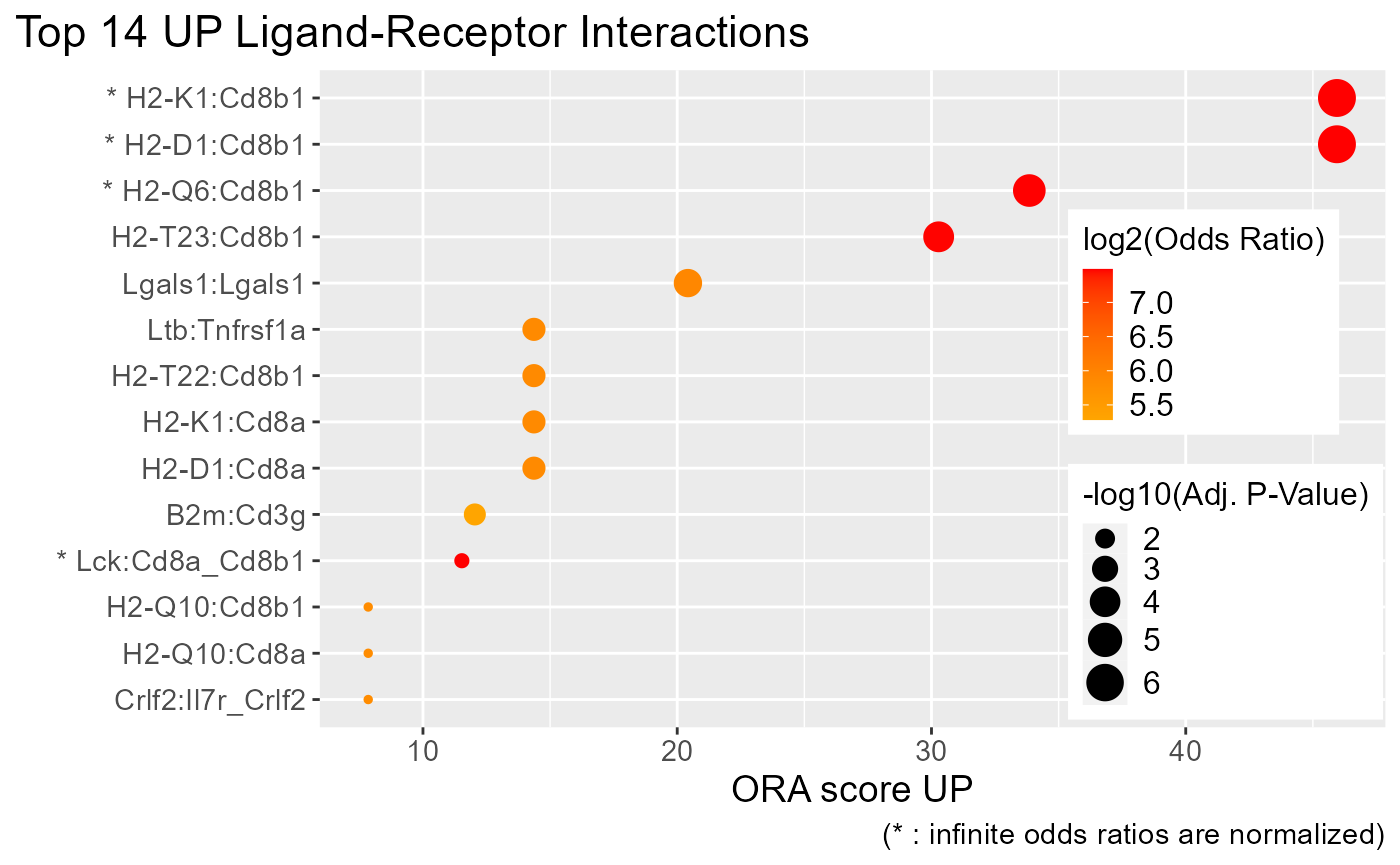 Top 14 UP Ligand-Receptor Interactions
* H2-K1:Cd8b1
* H2-D1:Cd8b1
* H2-Q6:Cd8b1
H2-T23:Cd8b1
Lgals1:Lgals1
Ltb:Tnfrsf1a
H2-T22:Cd8b1
H2-K1:Cd8a
H2-D1:Cd8a
B2m:Cd3g
* Lck:Cd8a_Cd8b1
H2-Q10:Cd8b1
H2-Q10:Cd8a
Crlf2:Il7r_Crlf2
log2(Odds Ratio)
7.0
6.5
6.0
5.5
-log10(Adj. P-Value)
2
3
4
5
6
10 20 30 40
ORA score UP
(* : infinite odds ratios are normalized)